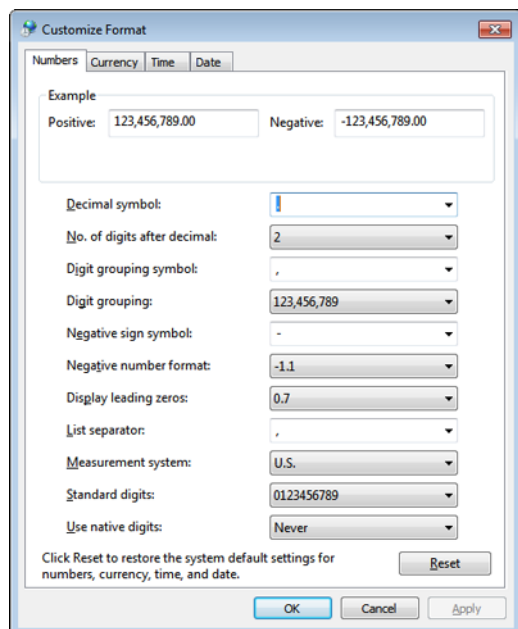 Customize Format
Numbers Currency Time Date
Example
Positive: 123,456,789.00 Negative: -123,456,789.00
Decimal symbol: .
No. of digits after decimal: 2
Digit grouping symbol: ,
Digit grouping: 123,456,789
Negative sign symbol: -
Negative number format: -1.1
Display leading zeros: 0.7
List separator: ,
Measurement system: U.S.
Standard digits: 0123456789
Use native digits: Never
Click Reset to restore the system default settings for
numbers, currency, time, and date.
Reset
OK Cancel Apply